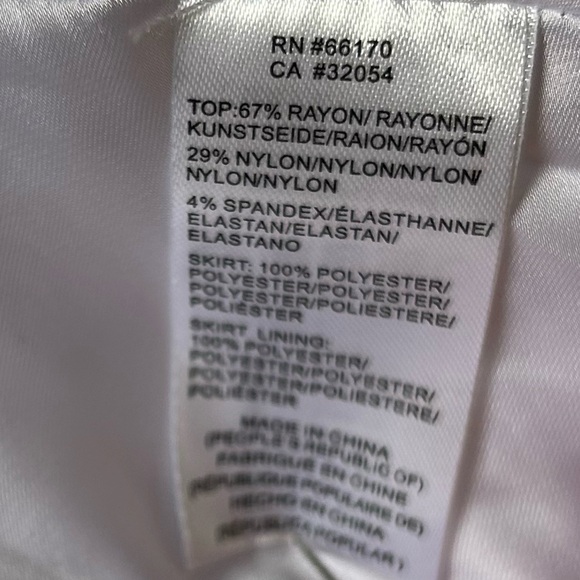 RN #66170
CA #32054
TOP:67% RAYON/ RAYONNE/
KUNSTSEIDE/RAION/RAYÓN
29% NYLON/NYLON/NYLON/
NYLON/NYLON
4% SPANDEX/ÉLASTHANNE/
ELASTAN/ELASTAN/
ELASTANO
SKIRT: 100% POLYESTER/
POLYESTER/POLYESTER/
POLYESTER/POLIESTERE/
POLIÉSTER
SKIRT LINING:
100% POLYESTER/
POLYESTER/POLYESTER/
POLYESTER/POLIESTERE/
POLIÉSTER
MADE IN CHINA
(PEOPLE'S REPUBLIC OF)
FABRIQUÉ EN CHINE
(RÉPUBLIQUE POPULAIRE DE)
HECHO EN CHINA
(REPÚBLICA POPULAR )